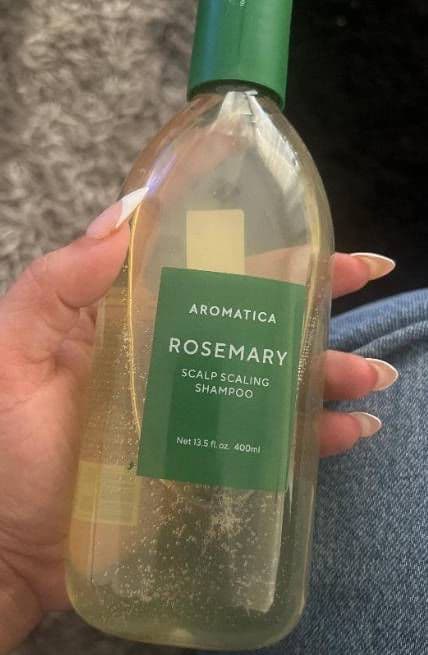 AROMATICA
ROSEMARY
SCALP SCALING
SHAMPOO
Net 13.5 fl.oz. 400ml